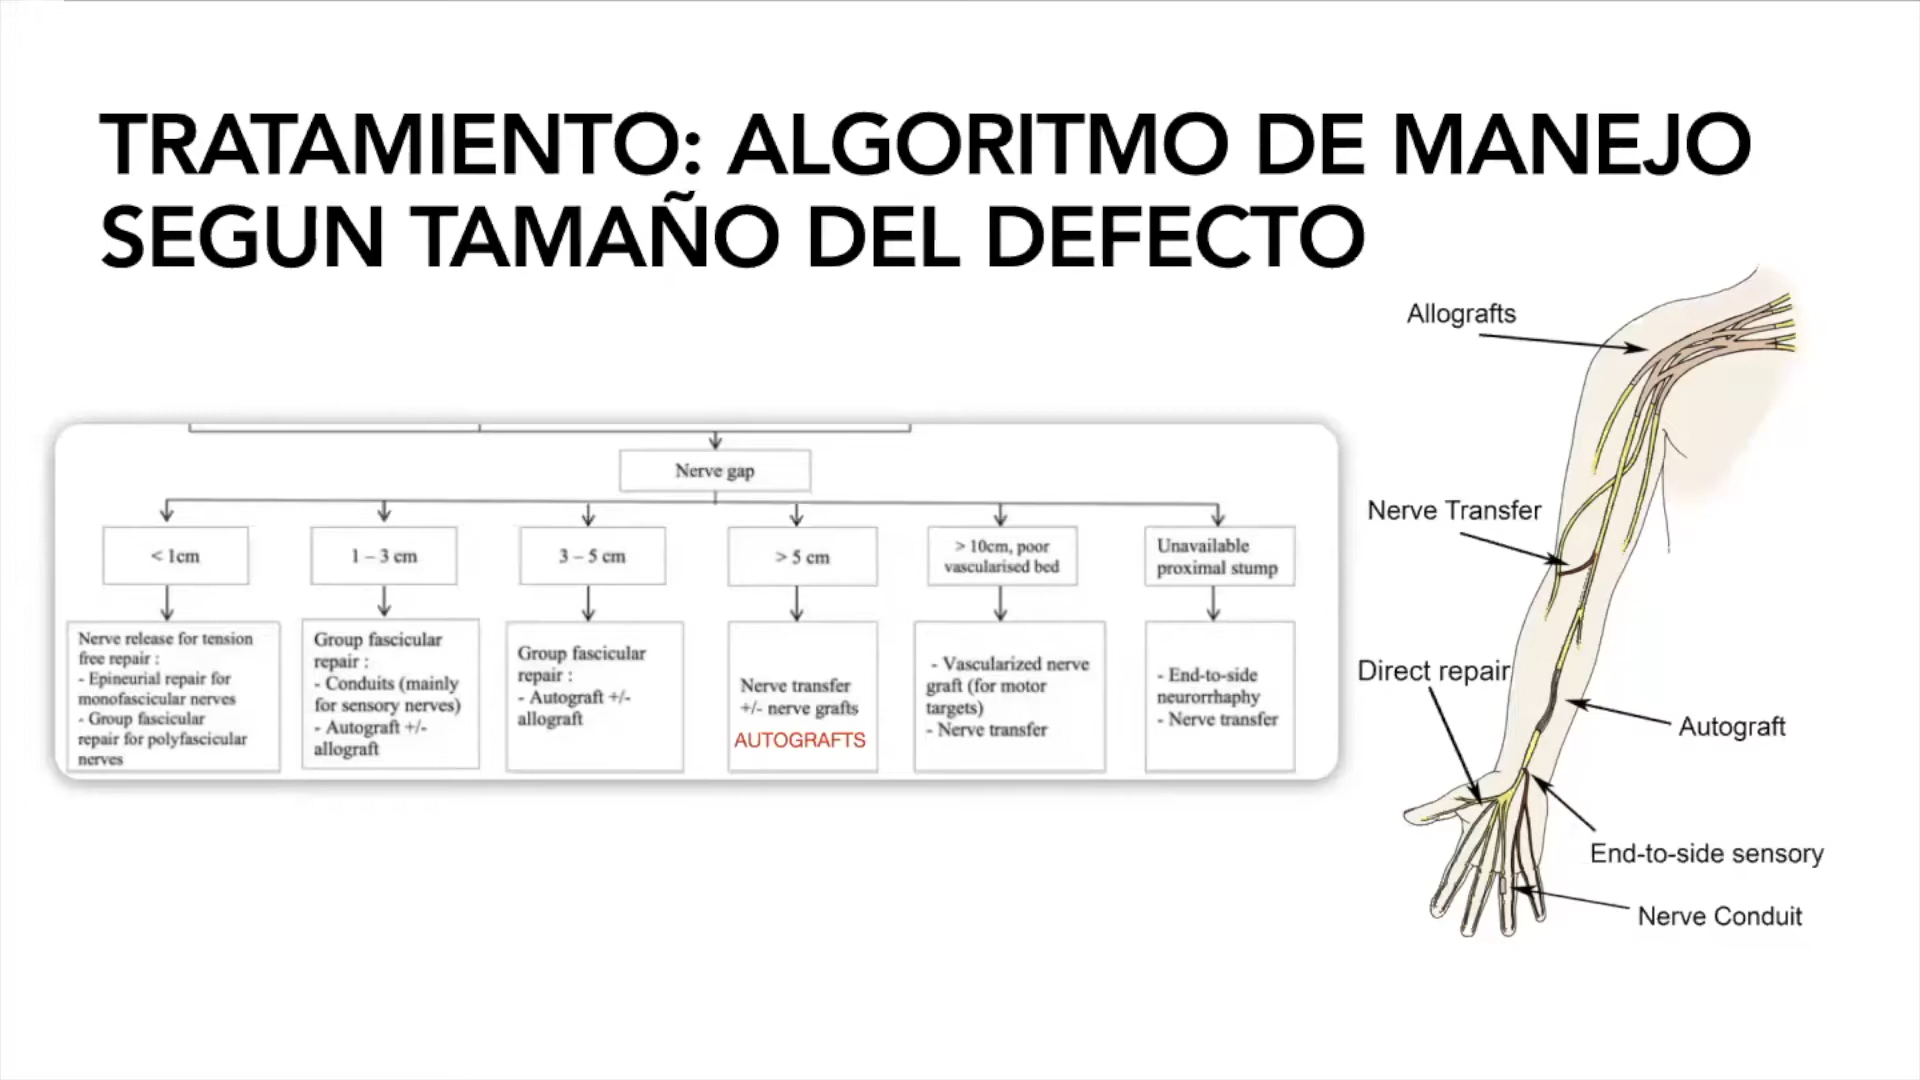 TRATAMIENTO: ALGORITMO DE MANEJO
SEGUN TAMAÑO DEL DEFECTO
Nerve gap
< 1cm
1 – 3 cm
3 – 5 cm
> 5 cm
> 10cm, poor
vascularised bed
Unavailable
proximal stump
Nerve release for tension
free repair :
- Epineurial repair for
monofascicular nerves
- Group fascicular
repair for polyfascicular
nerves
Group fascicular
repair :
- Conduits (mainly
for sensory nerves)
- Autograft +/-
allograft
Group fascicular
repair :
- Autograft +/-
allograft
Nerve transfer
+/- nerve grafts
AUTOGRAFTS
- Vascularized nerve
graft (for motor
targets)
- Nerve transfer
- End-to-side
neurorrhaphy
- Nerve transfer
Allografts
Nerve Transfer
Direct repair
Autograft
End-to-side sensory
Nerve Conduit